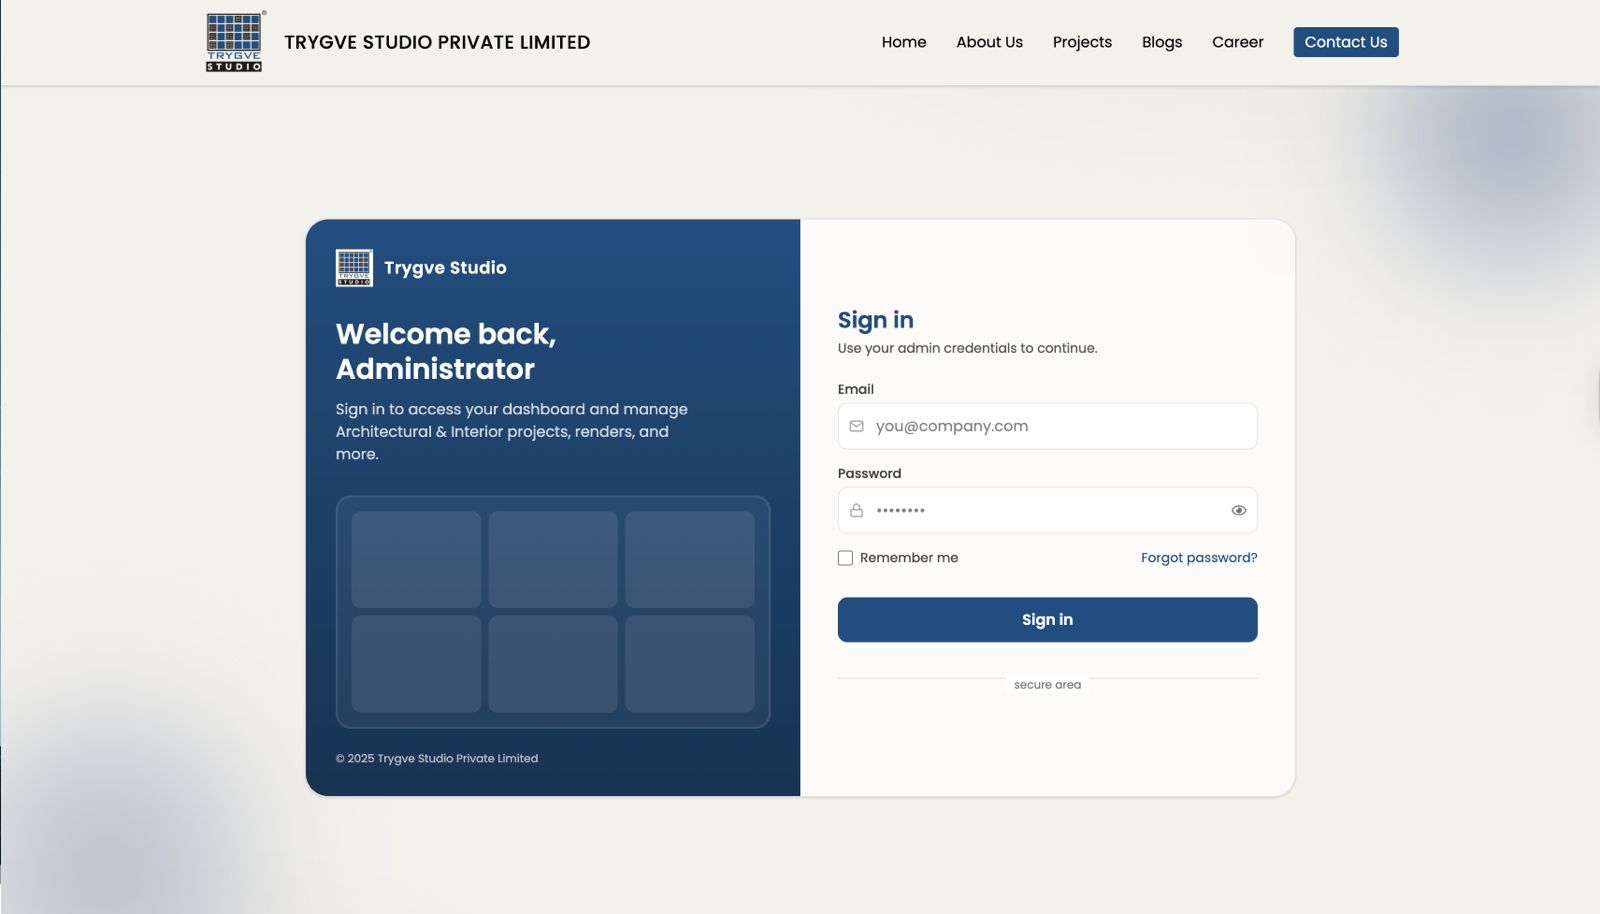 TRYGVE
STUDIO
®
TRYGVE STUDIO PRIVATE LIMITED
Home
About Us
Projects
Blogs
Career
Contact Us
TRYGVE
STUDIO
Trygve Studio
Welcome back,
Administrator
Sign in to access your dashboard and manage
Architectural & Interior projects, renders, and
more.
© 2025 Trygve Studio Private Limited
Sign in
Use your admin credentials to continue.
Email
you@company.com
Password
••••••••
Remember me
Forgot password?
Sign in
secure area